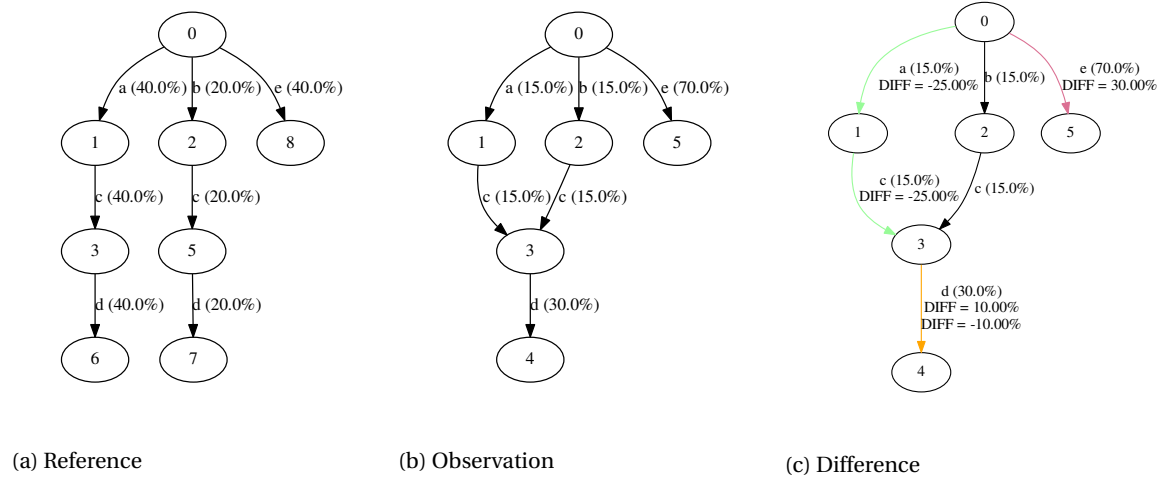 0
a (40.0%)
b (20.0%)
e (40.0%)
1
2
8
c (40.0%)
c (20.0%)
3
5
d (40.0%)
d (20.0%)
6
7
(a) Reference
0
a (15.0%)
b (15.0%)
e (70.0%)
1
2
5
c (15.0%)
c (15.0%)
3
d (30.0%)
4
(b) Observation
0
a (15.0%)
DIFF = -25.00%
b (15.0%)
e (70.0%)
DIFF = 30.00%
1
2
5
c (15.0%)
DIFF = -25.00%
c (15.0%)
3
d (30.0%)
DIFF = 10.00%
DIFF = -10.00%
4
(c) Difference